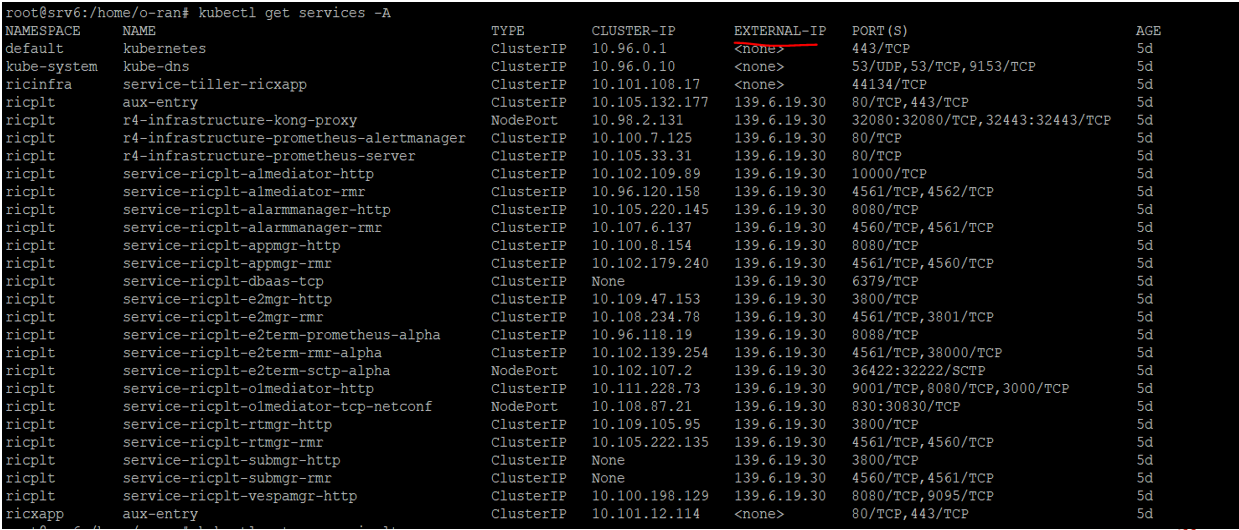 root@srv6:/home/o-ran# kubectl get services -A
NAMESPACE NAME TYPE CLUSTER-IP EXTERNAL-IP PORT(S) AGE
default kubernetes ClusterIP 10.96.0.1 <none> 443/TCP 5d
kube-system kube-dns ClusterIP 10.96.0.10 <none> 53/UDP,53/TCP,9153/TCP 5d
ricinfra service-tiller-ricxapp ClusterIP 10.101.108.17 <none> 44134/TCP 5d
ricplt aux-entry ClusterIP 10.105.132.177 139.6.19.30 80/TCP,443/TCP 5d
ricplt r4-infrastructure-kong-proxy NodePort 10.98.2.131 139.6.19.30 32080:32080/TCP,32443:32443/TCP 5d
ricplt r4-infrastructure-prometheus-alertmanager ClusterIP 10.100.7.125 139.6.19.30 80/TCP 5d
ricplt r4-infrastructure-prometheus-server ClusterIP 10.105.33.31 139.6.19.30 80/TCP 5d
ricplt service-ricplt-a1mediator-http ClusterIP 10.102.109.89 139.6.19.30 10000/TCP 5d
ricplt service-ricplt-a1mediator-rmr ClusterIP 10.96.120.158 139.6.19.30 4561/TCP,4562/TCP 5d
ricplt service-ricplt-alarmmanager-http ClusterIP 10.105.220.145 139.6.19.30 8080/TCP 5d
ricplt service-ricplt-alarmmanager-rmr ClusterIP 10.107.6.137 139.6.19.30 4560/TCP,4561/TCP 5d
ricplt service-ricplt-appmgr-http ClusterIP 10.100.8.154 139.6.19.30 8080/TCP 5d
ricplt service-ricplt-appmgr-rmr ClusterIP 10.102.179.240 139.6.19.30 4561/TCP,4560/TCP 5d
ricplt service-ricplt-dbaas-tcp ClusterIP None 139.6.19.30 6379/TCP 5d
ricplt service-ricplt-e2mgr-http ClusterIP 10.109.47.153 139.6.19.30 3800/TCP 5d
ricplt service-ricplt-e2mgr-rmr ClusterIP 10.108.234.78 139.6.19.30 4561/TCP,3801/TCP 5d
ricplt service-ricplt-e2term-prometheus-alpha ClusterIP 10.96.118.19 139.6.19.30 8088/TCP 5d
ricplt service-ricplt-e2term-rmr-alpha ClusterIP 10.102.139.254 139.6.19.30 4561/TCP,38000/TCP 5d
ricplt service-ricplt-e2term-sctp-alpha NodePort 10.102.107.2 139.6.19.30 36422:32222/SCTP 5d
ricplt service-ricplt-o1mediator-http ClusterIP 10.111.228.73 139.6.19.30 9001/TCP,8080/TCP,3000/TCP 5d
ricplt service-ricplt-o1mediator-tcp-netconf NodePort 10.108.87.21 139.6.19.30 830:30830/TCP 5d
ricplt service-ricplt-rtmgr-http ClusterIP 10.109.105.95 139.6.19.30 3800/TCP 5d
ricplt service-ricplt-rtmgr-rmr ClusterIP 10.105.222.135 139.6.19.30 4561/TCP,4560/TCP 5d
ricplt service-ricplt-submgr-http ClusterIP None 139.6.19.30 3800/TCP 5d
ricplt service-ricplt-submgr-rmr ClusterIP None 139.6.19.30 4560/TCP,4561/TCP 5d
ricplt service-ricplt-vespamgr-http ClusterIP 10.100.198.129 139.6.19.30 8080/TCP,9095/TCP 5d
ricxapp aux-entry ClusterIP 10.101.12.114 <none> 80/TCP,443/TCP 5d